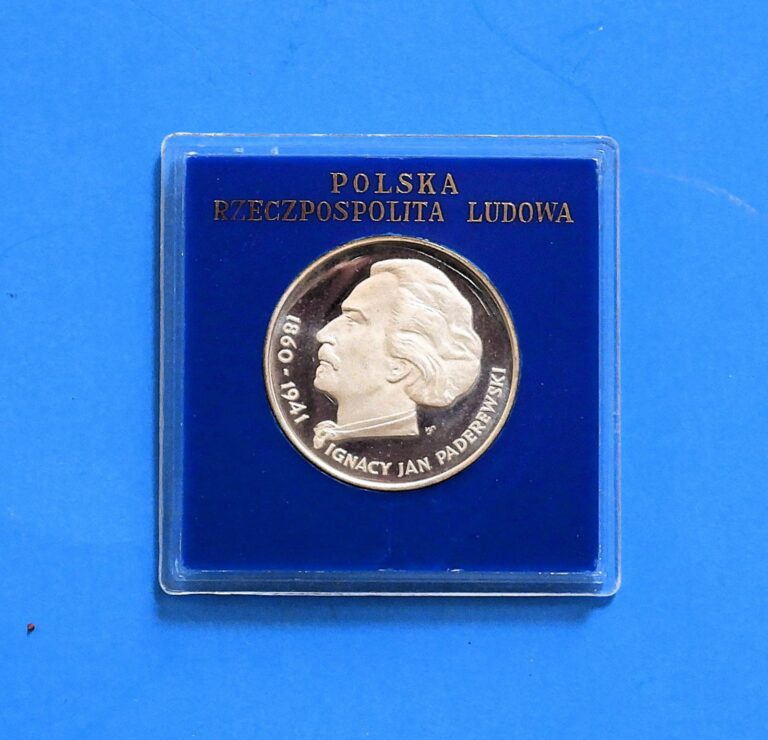 POLSKA
RZECZPOSPOLITA LUDOWA
1860-1941
IGNACY JAN PADEREWSKI